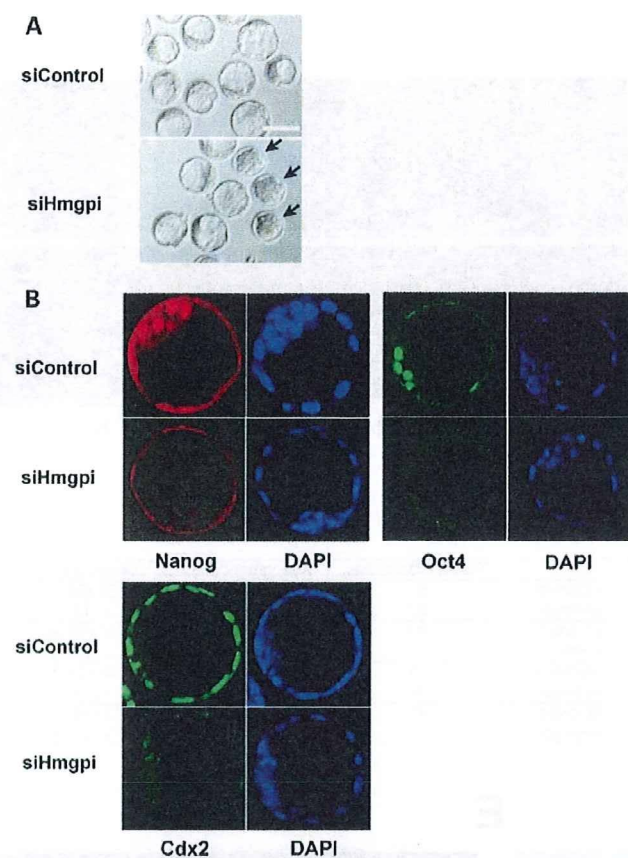 A
siControl
siHmgpi
B
siControl
siHmgpi
Nanog DAPI Oct4 DAPI
siControl
siHmgpi
Cdx2 DAPI